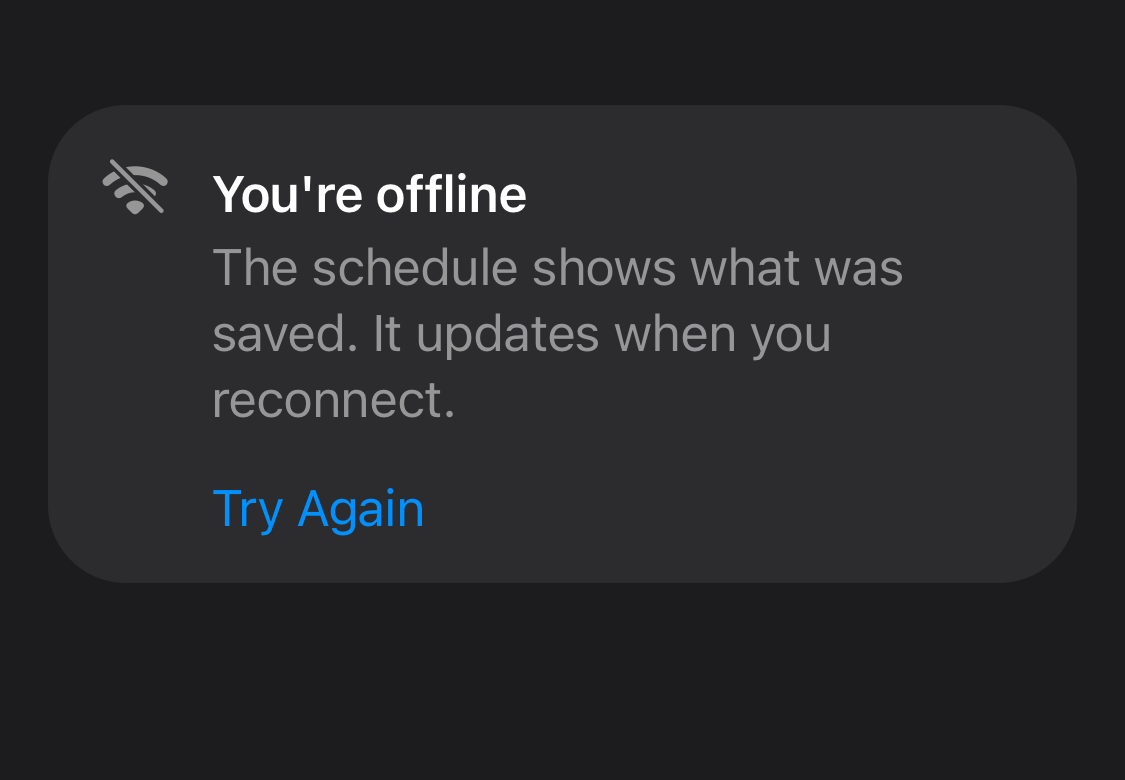 You're offline
The schedule shows what was
saved. It updates when you
reconnect.
Try Again